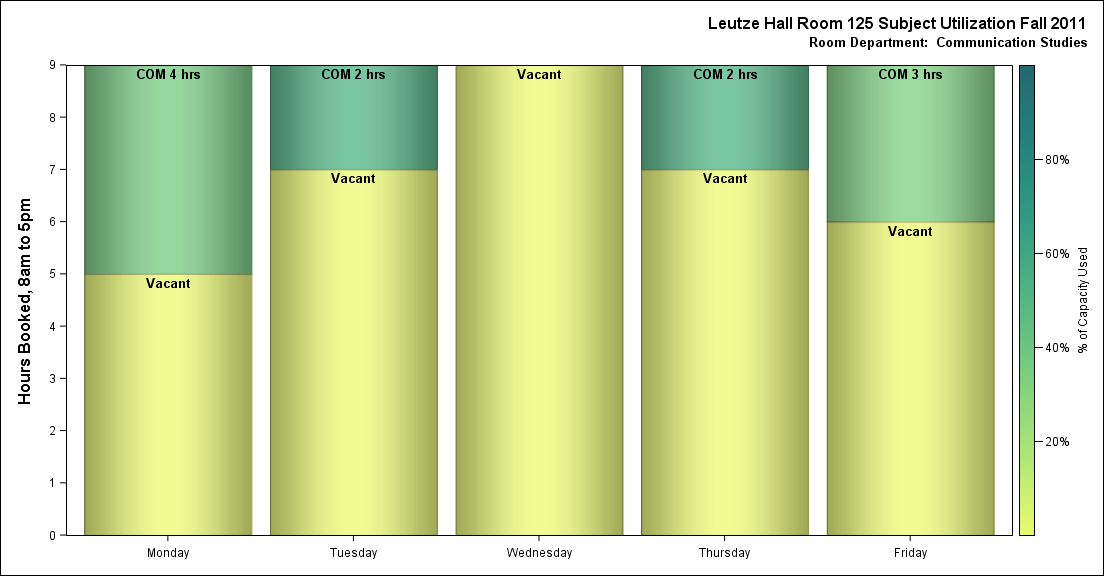 Leutze Hall Room 125 Subject Utilization Fall 2011
Room Department:  Communication Studies
Hours Booked, 8am to 5pm
9
8
7
6
5
4
3
2
1
0
COM 4 hrs
Vacant
COM 2 hrs
Vacant
Vacant
COM 2 hrs
Vacant
COM 3 hrs
Vacant
Monday
Tuesday
Wednesday
Thursday
Friday
80%
60%
40%
20%
% of Capacity Used